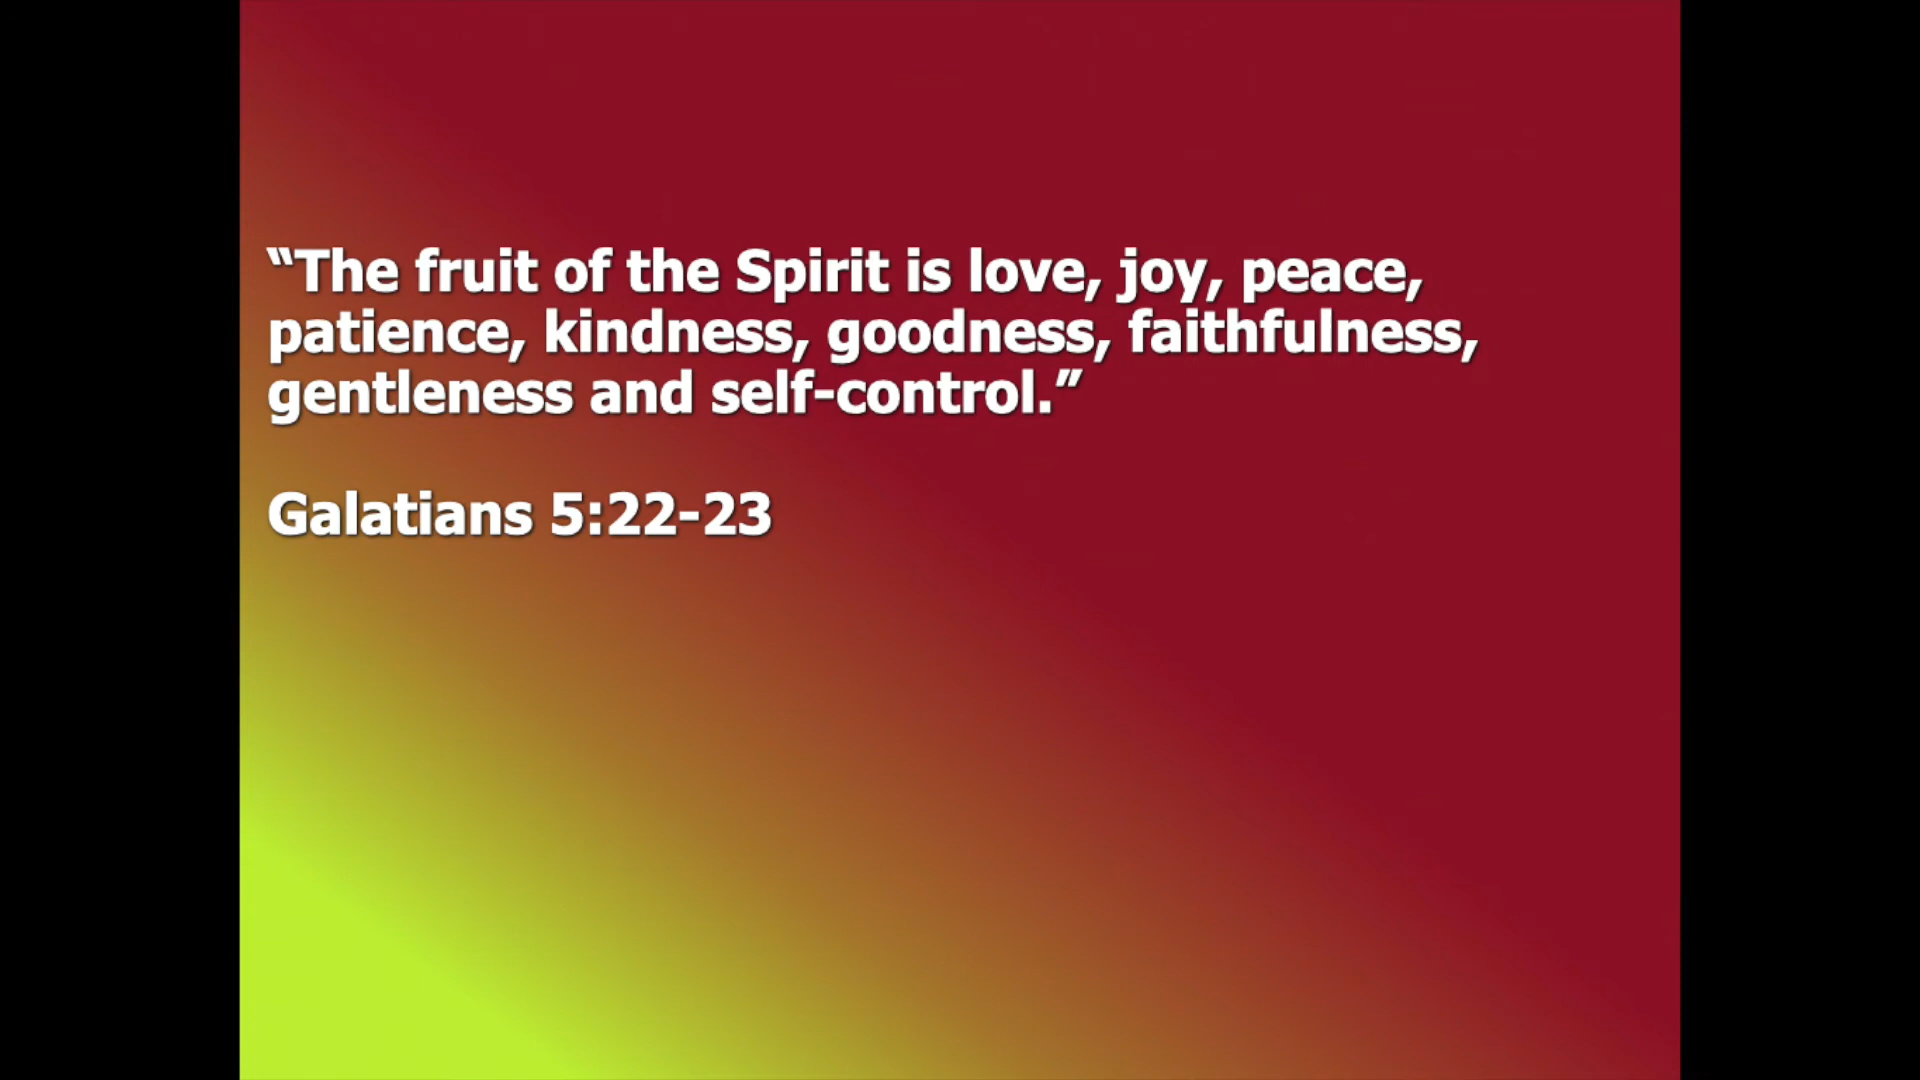 “The fruit of the Spirit is love, joy, peace,
patience, kindness, goodness, faithfulness,
gentleness and self-control.”
Galatians 5:22-23